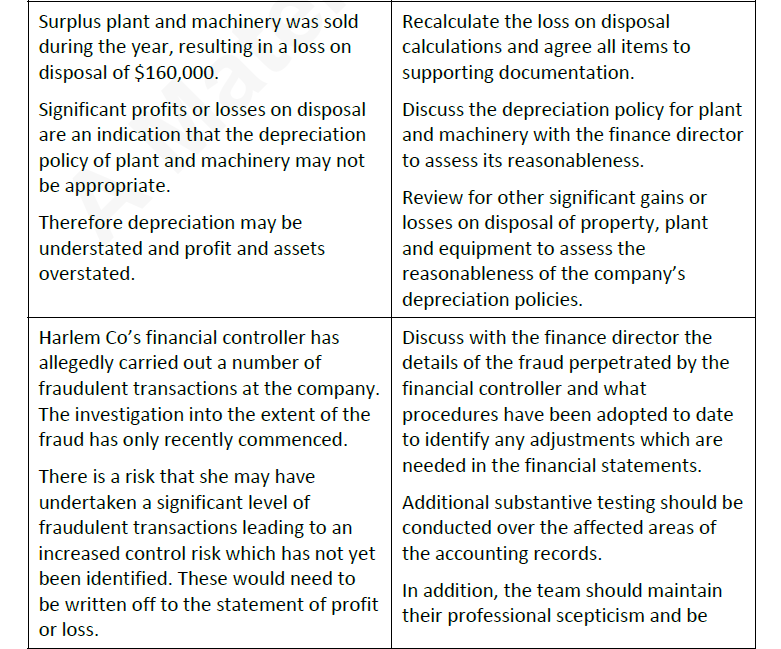 Surplus plant and machinery was sold
during the year, resulting in a loss on
disposal of $160,000.
Significant profits or losses on disposal
are an indication that the depreciation
policy of plant and machinery may not
be appropriate.
Therefore depreciation may be
understated and profit and assets
overstated.
Recalculate the loss on disposal
calculations and agree all items to
supporting documentation.
Discuss the depreciation policy for plant
and machinery with the finance director
to assess its reasonableness.
Review for other significant gains or
losses on disposal of property, plant
and equipment to assess the
reasonableness of the company’s
depreciation policies.
Harlem Co’s financial controller has
allegedly carried out a number of
fraudulent transactions at the company.
The investigation into the extent of the
fraud has only recently commenced.
There is a risk that she may have
undertaken a significant level of
fraudulent transactions leading to an
increased control risk which has not yet
been identified. These would need to
be written off to the statement of profit
or loss.
Discuss with the finance director the
details of the fraud perpetrated by the
financial controller and what
procedures have been adopted to date
to identify any adjustments which are
needed in the financial statements.
Additional substantive testing should be
conducted over the affected areas of
the accounting records.
In addition, the team should maintain
their professional scepticism and be